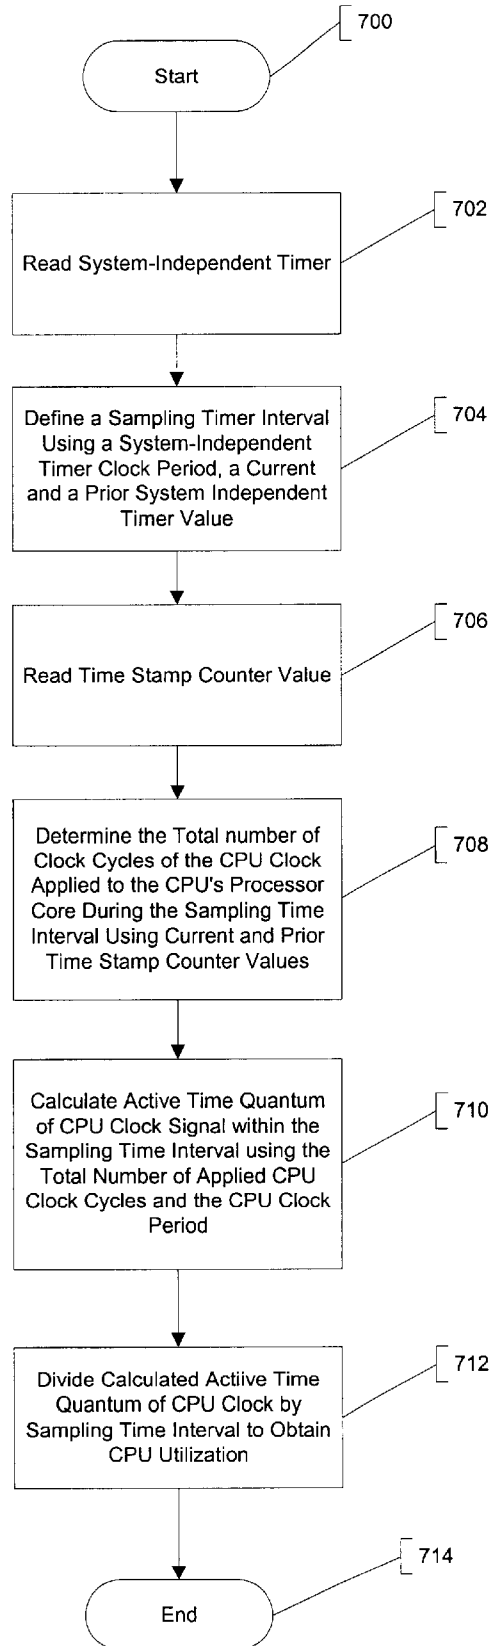 700
Start
702
Read System-Independent Timer
704
Define a Sampling Timer Interval
Using a System-Independent
Timer Clock Period, a Current
and a Prior System Independent
Timer Value
706
Read Time Stamp Counter Value
708
Determine the Total number of
Clock Cycles of the CPU Clock
Applied to the CPU's Processor
Core During the Sampling Time
Interval Using Current and Prior
Time Stamp Counter Values
710
Calculate Active Time Quantum
of CPU Clock Signal within the
Sampling Time Interval using the
Total Number of Applied CPU
Clock Cycles and the CPU Clock
Period
712
Divide Calculated Actiive Time
Quantum of CPU Clock by
Sampling Time Interval to Obtain
CPU Utilization
714
End